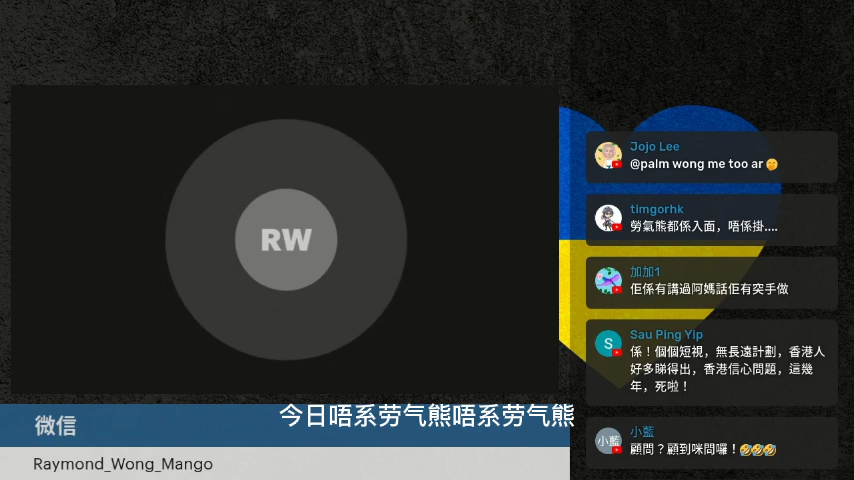 RW
今日唔系劳气熊唔系劳气熊
微信
Raymond_Wong_Mango
Jojo Lee
@palm wong me too ar 🤭
timgorhk
勞氣熊都係入面，唔係掛....
加加1
佢係有講過阿媽話佢有突手做
Sau Ping Yip
S
係！個個短視，無長遠計劃，香港人
好多睇得出，香港信心問題，這幾
年，死啦！
小藍
小藍
顧問？顧到咪問囉！🤣🤣🤣